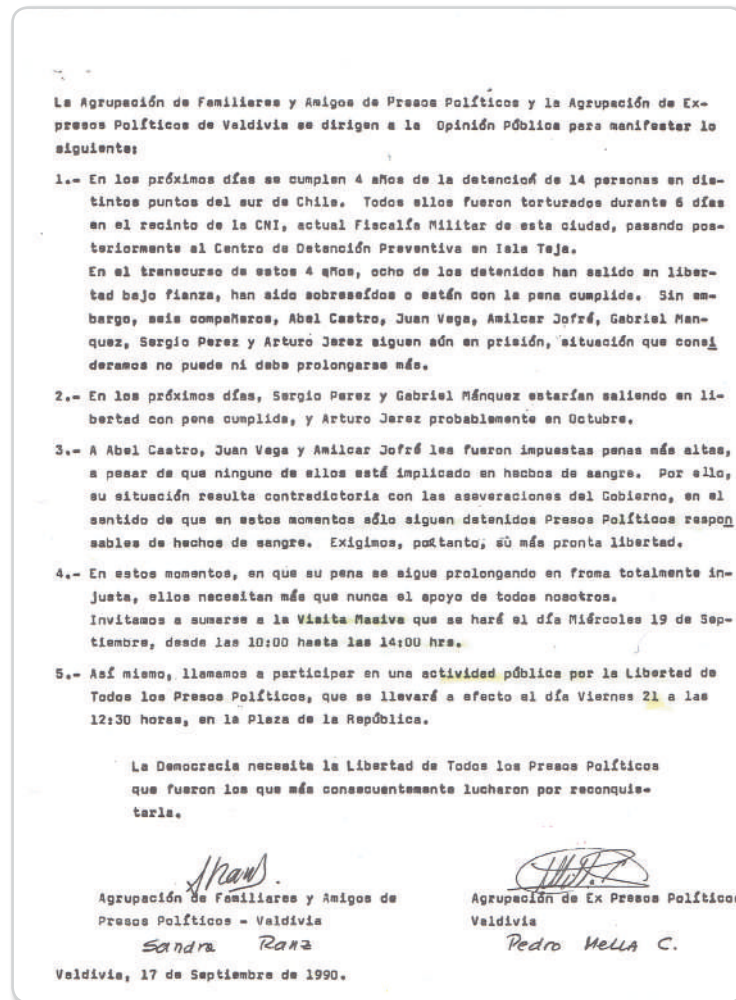 La Agrupación de Familiares y Amigos de Presos Políticos y la Agrupación de Ex-
presos Políticos de Valdivia se dirigen a la Opinión Pública para manifestar lo
siguiente:
1.- En los próximos días se cumplen 4 años de la detención de 14 personas en dis-
tintos puntos del sur de Chile. Todos ellos fueron torturados durante 6 días
en el recinto de la CNI, actual Fiscalía Militar de esta ciudad, pasando pos-
teriormente al Centro de Detención Preventiva en Isla Teja.
En el transcurso de estos 4 años, ocho de los detenidos han salido en liber-
tad bajo fianza, han sido sobreseídos o están con la pena cumplida. Sin em-
bargo, seis compañeros, Abel Castro, Juan Vega, Amilcar Jofré, Gabriel Man-
quez, Sergio Perez y Arturo Jerez siguen aún en prisión, situación que consi
deramos no puede ni debe prolongarse más.
2.- En los próximos días, Sergio Perez y Gabriel Mánquez estarían saliendo en li-
bertad con pena cumplida, y Arturo Jerez probablemente en Octubre.
3.- A Abel Castro, Juan Vega y Amilcar Jofré les fueron impuestas penas más altas,
a pesar de que ninguno de ellos está implicado en hechos de sangre. Por ello,
su situación resulta contradictoria con las aseveraciones del Gobierno, en el
sentido de que en estos momentos sólo siguen detenidos Presos Políticos respon
sables de hechos de sangre. Exigimos, portanto, su más pronta libertad.
4.- En estos momentos, en que su pena se sigue prolongando en froma totalmente in-
justa, ellos necesitan más que nunca el apoyo de todos nosotros.
Invitamos a sumarse a la Visita Masiva que se hará el día Miércoles 19 de Sep-
tiembre, desde las 10:00 hasta las 14:00 hrs.
5.- Así mismo, llamamos a participar en una actividad pública por la Libertad de
Todos los Presos Políticos, que se llevará a efecto el día Viernes 21 a las
12:30 horas, en la Plaza de la República.
La Democracia necesita la Libertad de Todos los Presos Políticos
que fueron los que más consecuentemente lucharon por reconquis-
tarla.
Agrupación de Familiares y Amigos de
Presos Políticos - Valdivia
Sandra Ranz
Agrupación de Ex Presos Políticos
Valdivia
Pedro Mella C.
Valdivia, 17 de Septiembre de 1990.